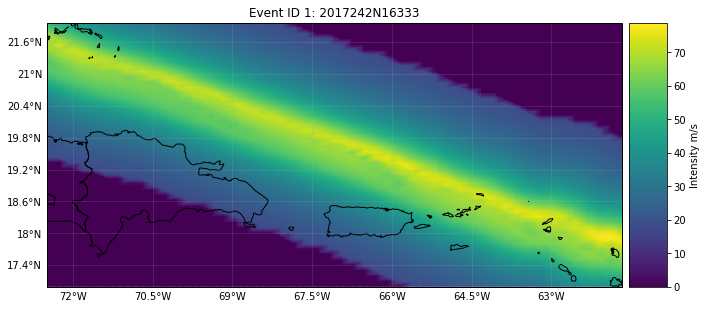 Event ID 1: 2017242N16333
21.6°N
21°N
20.4°N
19.8°N
19.2°N
18.6°N
18°N
17.4°N
72°W 70.5°W 69°W 67.5°W 66°W 64.5°W 63°W
70
60
50
40
30
20
10
0
Intensity m/s